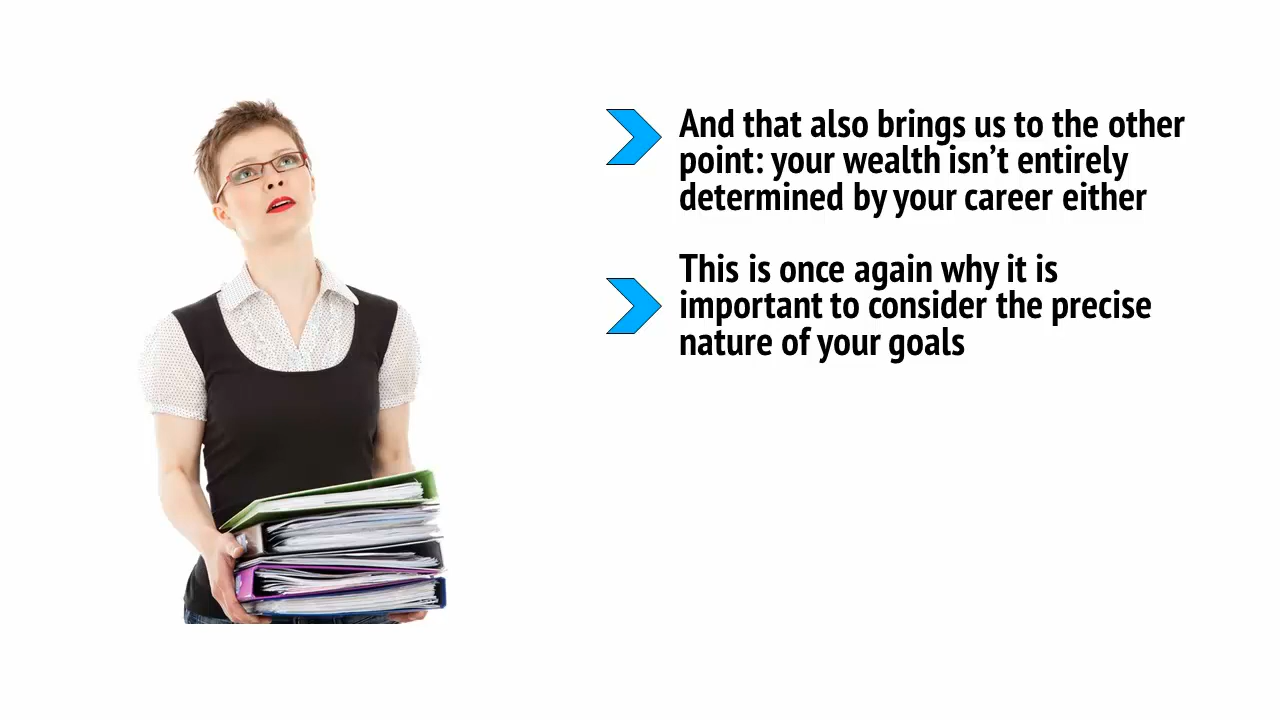 And that also brings us to the other
point: your wealth isn’t entirely
determined by your career either
This is once again why it is
important to consider the precise
nature of your goals